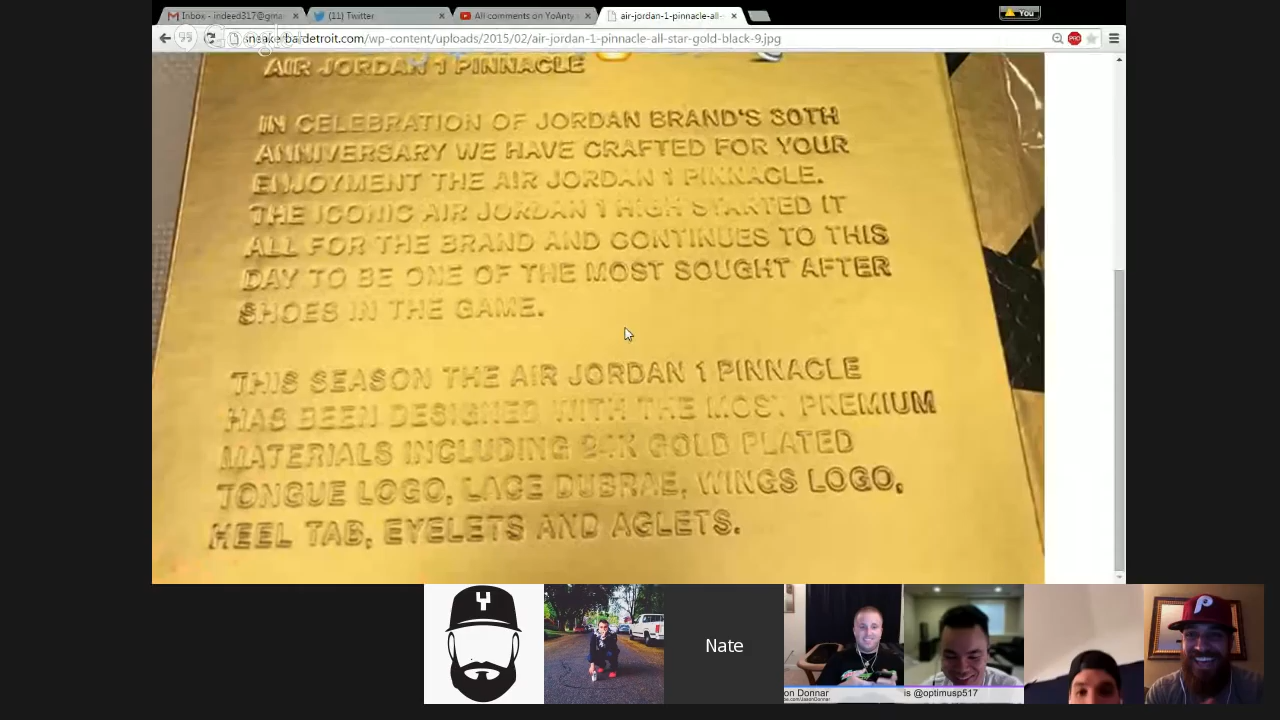 Inbox - indeed317@gmai
(11) Twitter
All comments on YoAnty
air-jordan-1-pinnacle-all-
You
sneakerbardetroit.com/wp-content/uploads/2015/02/air-jordan-1-pinnacle-all-star-gold-black-9.jpg
AIR JORDAN 1 PINNACLE
IN CELEBRATION OF JORDAN BRAND'S 30TH
ANNIVERSARY WE HAVE CRAFTED FOR YOUR
ENJOYMENT THE AIR JORDAN 1 PINNACLE.
THE ICONIC AIR JORDAN 1 HIGH STARTED IT
ALL FOR THE BRAND AND CONTINUES TO THIS
DAY TO BE ONE OF THE MOST SOUGHT AFTER
SHOES IN THE GAME.
THIS SEASON THE AIR JORDAN 1 PINNACLE
HAS BEEN DESIGNED WITH THE MOST PREMIUM
MATERIALS INCLUDING 24K GOLD PLATED
TONGUE LOGO, LACE DUBRAE, WINGS LOGO,
HEEL TAB, EYELETS AND AGLETS.
Y
Nate
P
on Donnar
is @optimusp517